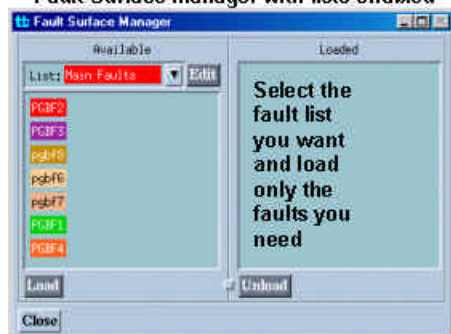 Fault Surface manager with lists enabled
Fault Surface Manager
Available
Loaded
List: Main Faults
Edit
PGBF2
PGBF3
pgbf8
pgbf6
pgbf7
PGBF1
PGBF4
Select the
fault list
you want
and load
only the
faults you
need
Load
Unload
Close